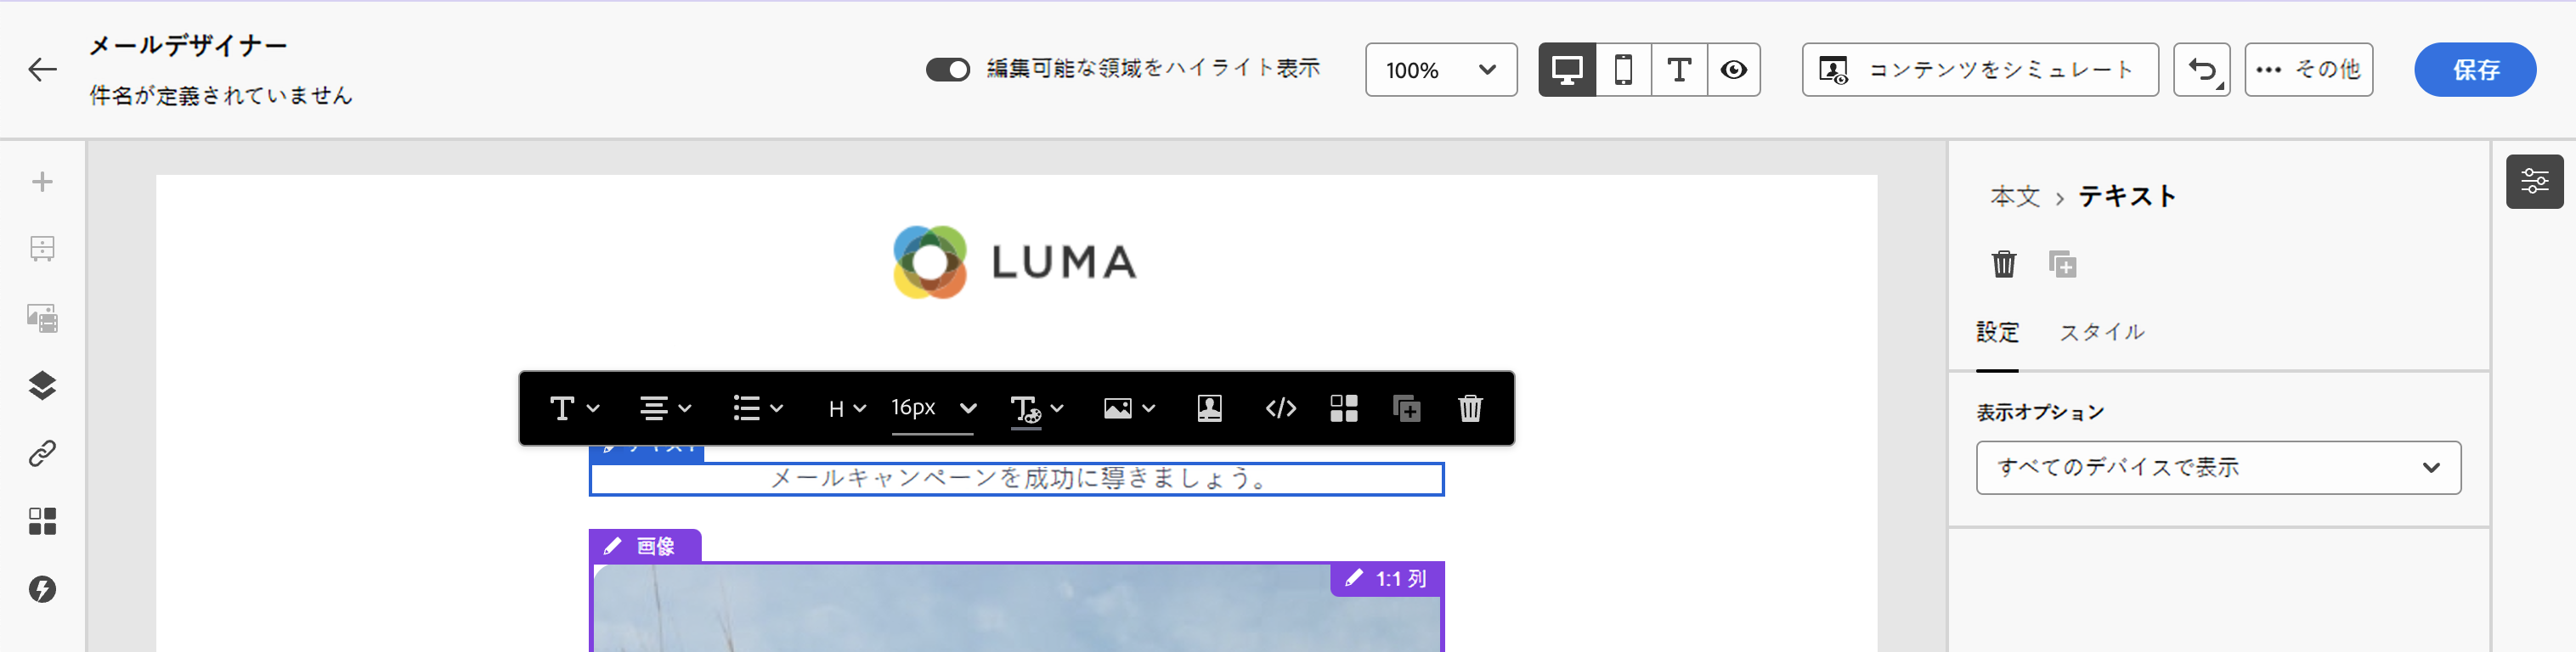 メールデザイナー
件名が定義されていません
編集可能な領域をハイライト表示
100%
コンテンツをシミュレート
その他
保存
LUMA
H
16px
テキスト
メールキャンペーンを成功に導きましょう。
画像
1:1 列
本文 › テキスト
設定 スタイル
表示オプション
すべてのデバイスで表示